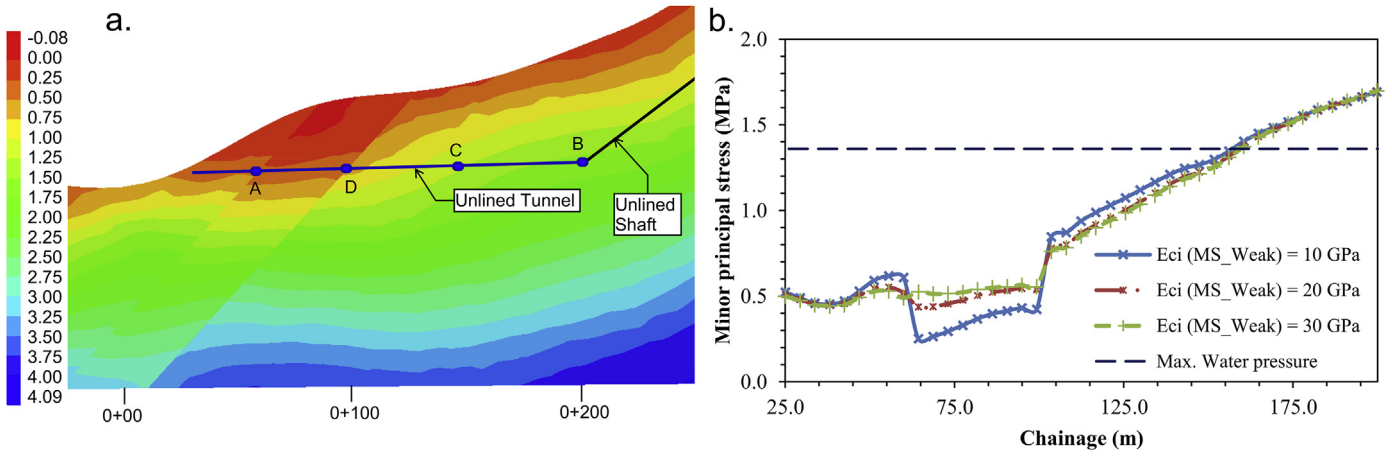 a.
-0.08
0.00
0.25
0.50
0.75
1.00
1.25
1.50
1.75
2.00
2.25
2.50
2.75
3.00
3.25
3.50
3.75
4.00
4.09
A
D
C
B
Unlined Tunnel
Unlined
Shaft
0+00
0+100
0+200
b.
Minor principal stress (MPa)
2.0
1.5
1.0
0.5
0.0
25.0
75.0
125.0
175.0
Chainage (m)
Eci (MS_Weak) = 10 GPa
Eci (MS_Weak) = 20 GPa
Eci (MS_Weak) = 30 GPa
Max. Water pressure